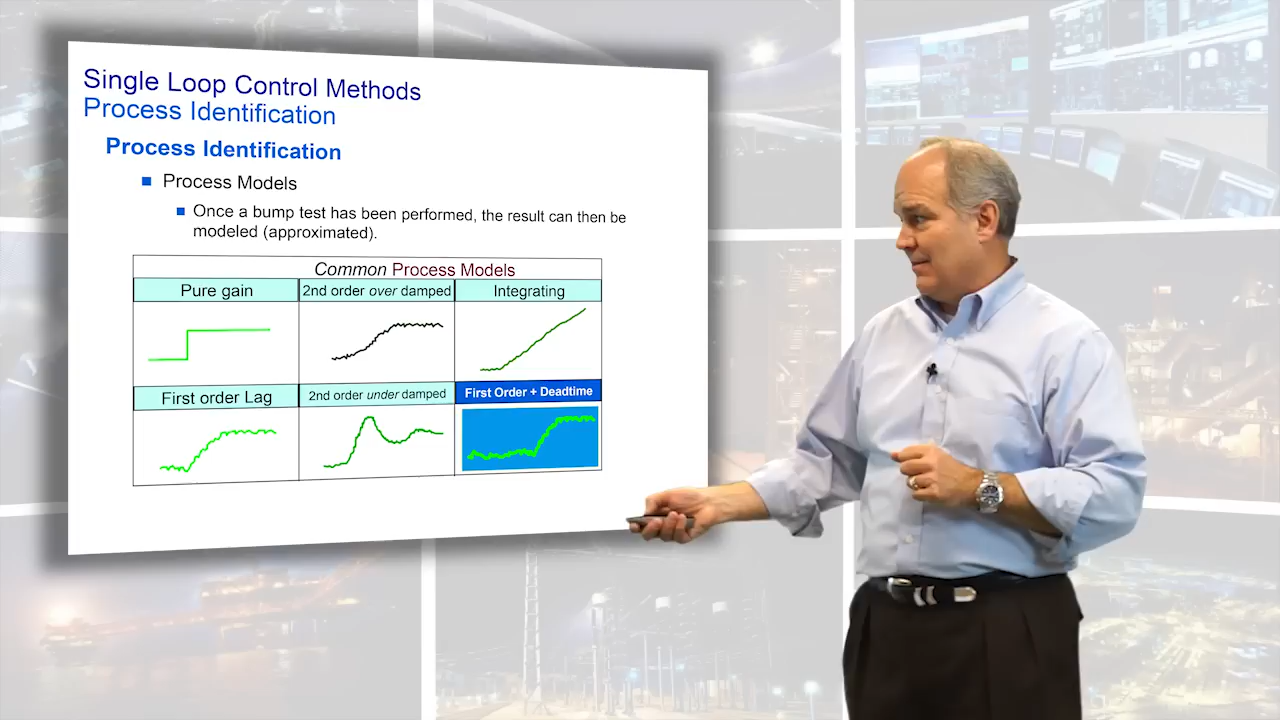 Single Loop Control Methods
Process Identification
Process Identification
Process Models
Once a bump test has been performed, the result can then be
modeled (approximated).
Common Process Models
Pure gain
2nd order over damped
Integrating
First order Lag
2nd order under damped
First Order + Deadtime